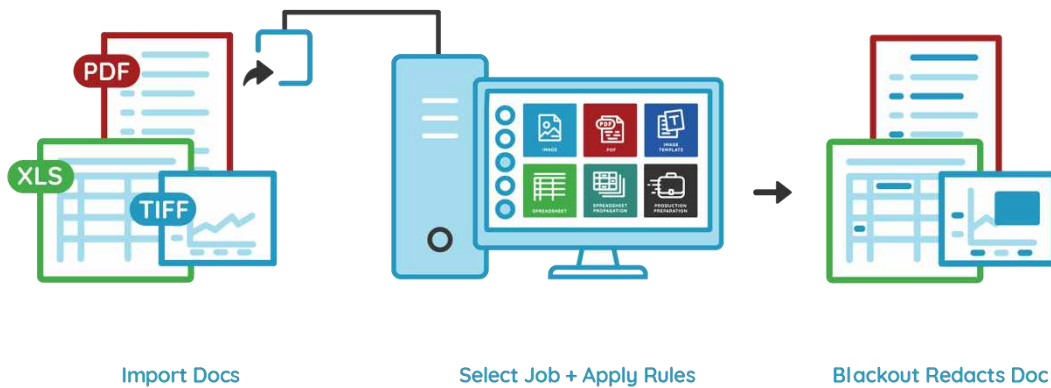 PDF
XLS
TIFF
IMAGE
PDF
PDF
T
IMAGE
TEMPLATE
SPREADSHEET
SPREADSHEET
PROPAGATION
PRODUCTION
PREPARATION
Import Docs
Select Job + Apply Rules
Blackout Redacts Doc